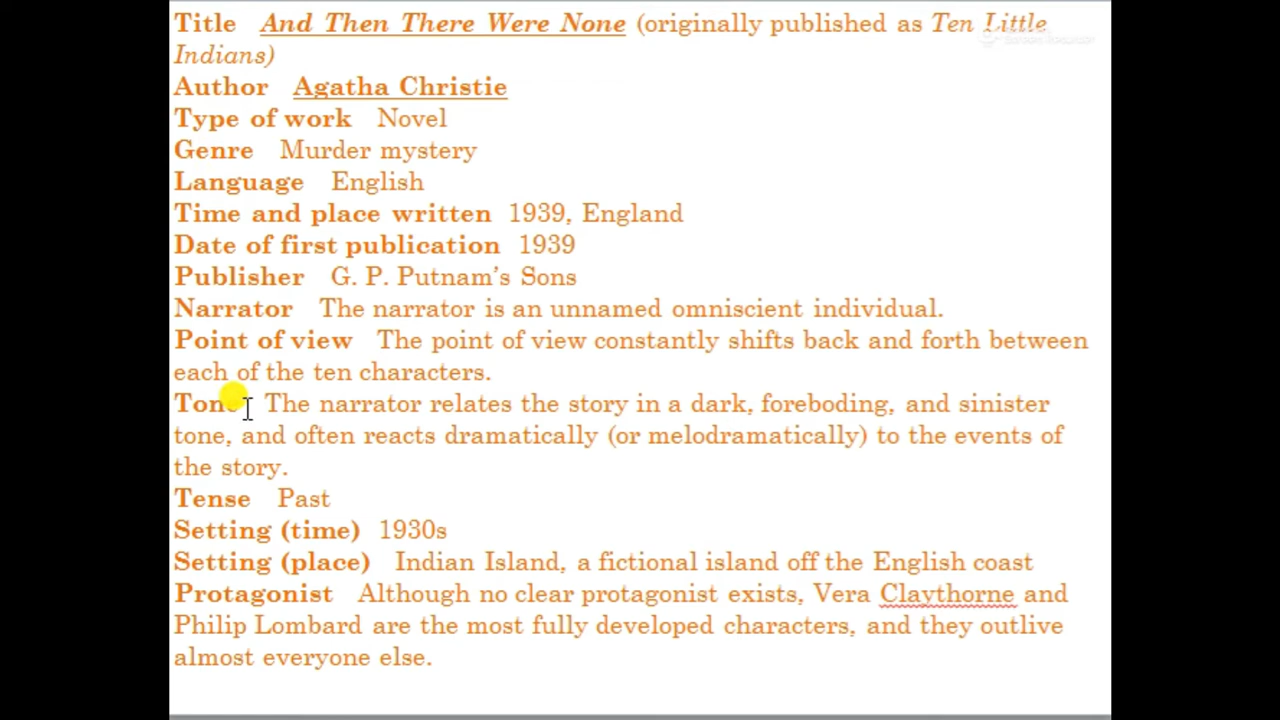 Title And Then There Were None (originally published as Ten Little
Indians)
Author Agatha Christie
Type of work Novel
Genre Murder mystery
Language English
Time and place written 1939, England
Date of first publication 1939
Publisher G. P. Putnam’s Sons
Narrator The narrator is an unnamed omniscient individual.
Point of view The point of view constantly shifts back and forth between
each of the ten characters.
Tone The narrator relates the story in a dark, foreboding, and sinister
tone, and often reacts dramatically (or melodramatically) to the events of
the story.
Tense Past
Setting (time) 1930s
Setting (place) Indian Island, a fictional island off the English coast
Protagonist Although no clear protagonist exists, Vera Claythorne and
Philip Lombard are the most fully developed characters, and they outlive
almost everyone else.